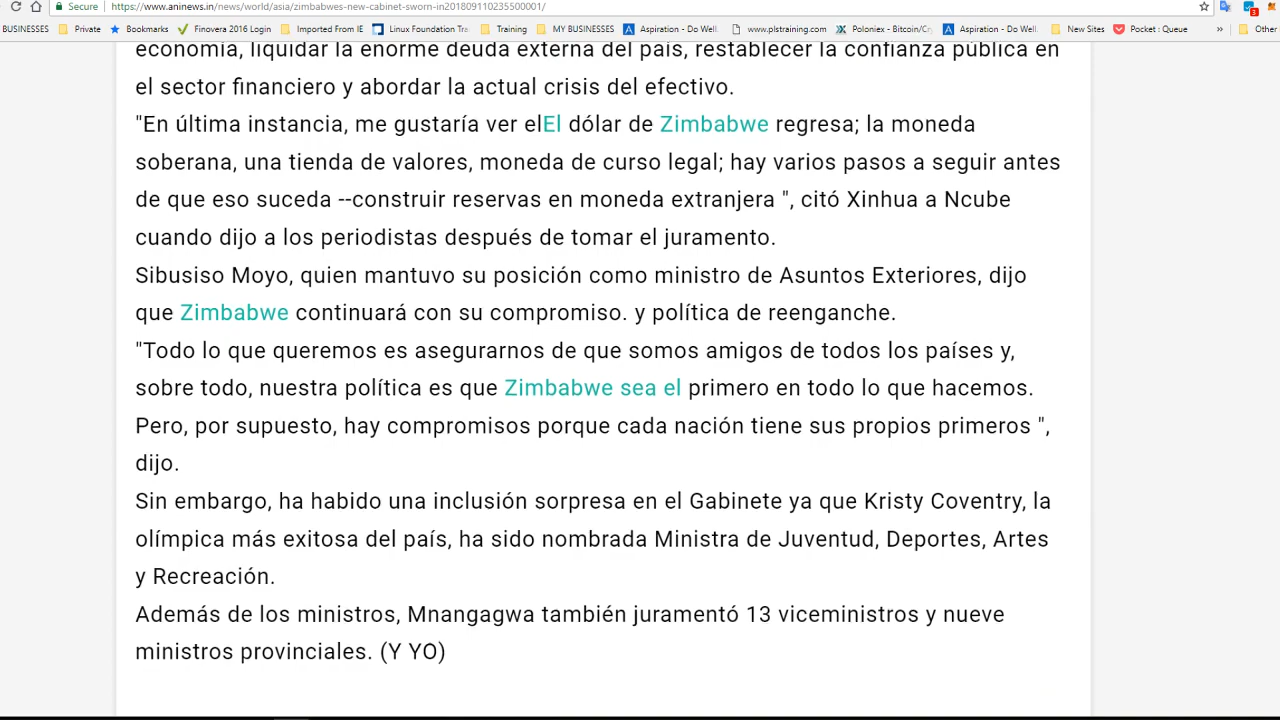 Secure https://www.aninews.in/news/world/asia/zimbabwes-new-cabinet-sworn-in201809110235500001/
BUSINESSES Private Bookmarks Finovera 2016 Login Imported From IE Linux Foundation Tra Training MY BUSINESSES Aspiration - Do Well. www.plstraining.com Poloniex - Bitcoin/Cry Aspiration - Do Well. New Sites Pocket : Queue » Other
economía, liquidar la enorme deuda externa del país, restablecer la confianza pública en
el sector financiero y abordar la actual crisis del efectivo.
"En última instancia, me gustaría ver elEl dólar de Zimbabwe regresa; la moneda
soberana, una tienda de valores, moneda de curso legal; hay varios pasos a seguir antes
de que eso suceda --construir reservas en moneda extranjera ", citó Xinhua a Ncube
cuando dijo a los periodistas después de tomar el juramento.
Sibusiso Moyo, quien mantuvo su posición como ministro de Asuntos Exteriores, dijo
que Zimbabwe continuará con su compromiso. y política de reenganche.
"Todo lo que queremos es asegurarnos de que somos amigos de todos los países y,
sobre todo, nuestra política es que Zimbabwe sea el primero en todo lo que hacemos.
Pero, por supuesto, hay compromisos porque cada nación tiene sus propios primeros ",
dijo.
Sin embargo, ha habido una inclusión sorpresa en el Gabinete ya que Kristy Coventry, la
olímpica más exitosa del país, ha sido nombrada Ministra de Juventud, Deportes, Artes
y Recreación.
Además de los ministros, Mnangagwa también juramentó 13 viceministros y nueve
ministros provinciales. (Y YO)